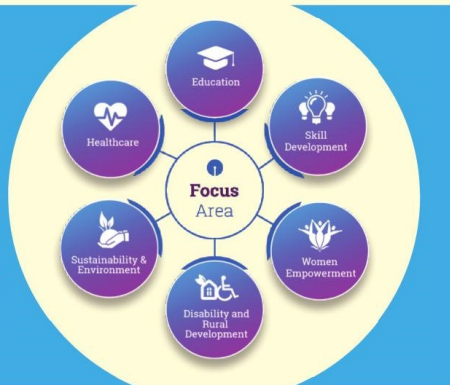 Education
Skill
Development
Women
Empowerment
Disability and
Rural
Development
Sustainability &
Environment
Healthcare
Focus
Area